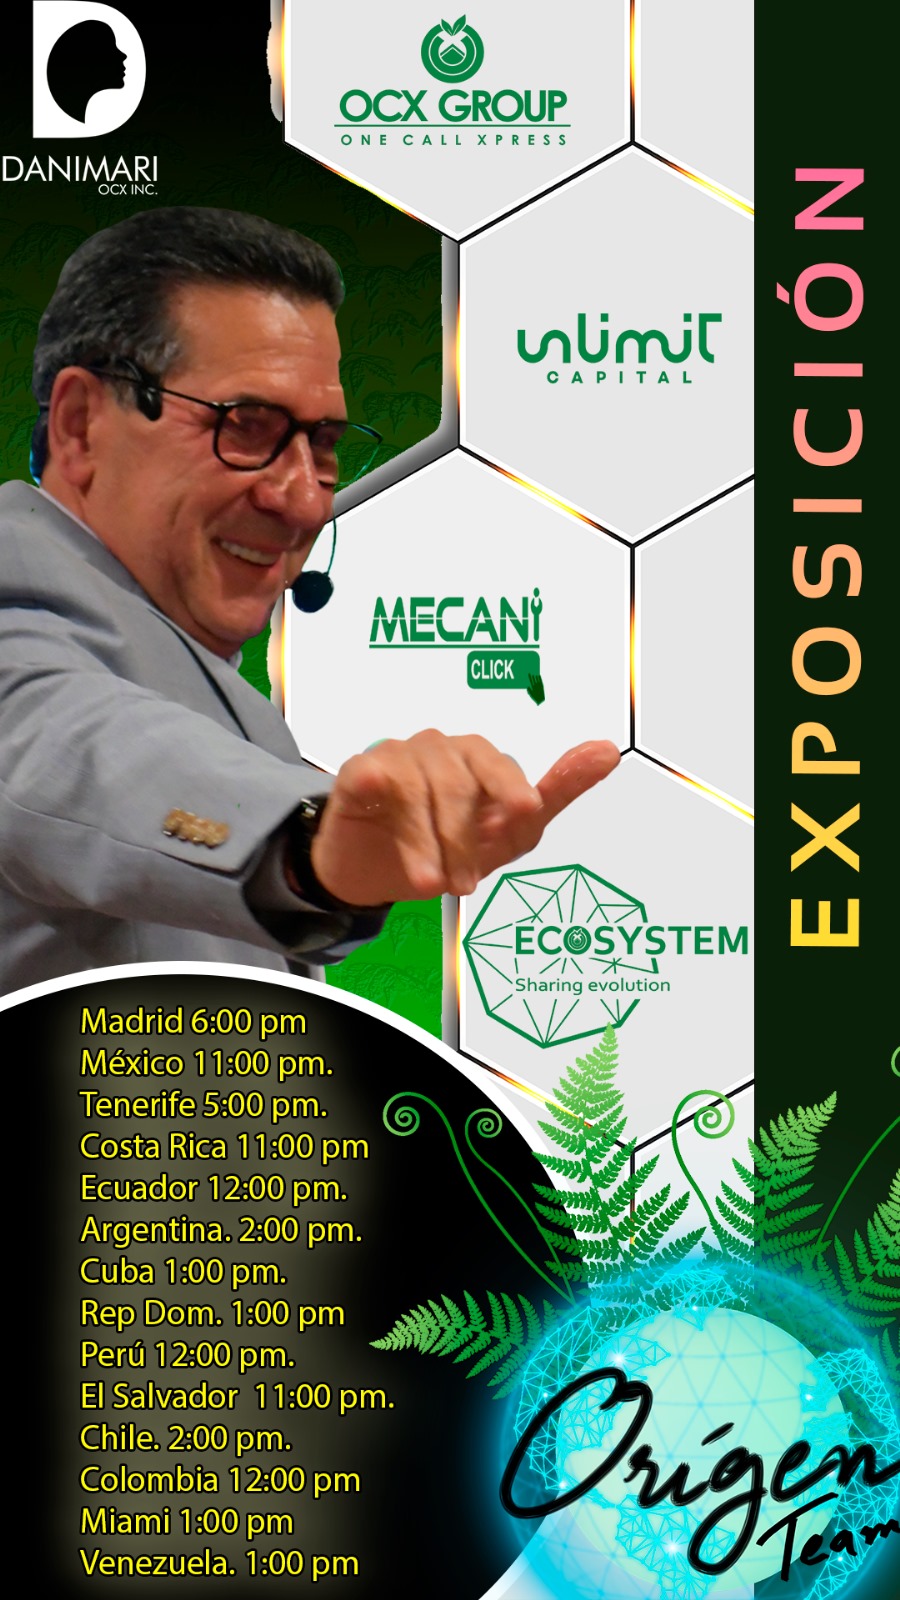 DANIMARI
OCX INC.
OCX GROUP
ONE CALL XPRESS
unlimit
CAPITAL
MECANi
CLICK
ECOSYSTEM
Sharing evolution
EXPOSICIÓN
Madrid 6:00 pm
México 11:00 pm.
Tenerife 5:00 pm.
Costa Rica 11:00 pm
Ecuador 12:00 pm.
Argentina. 2:00 pm.
Cuba 1:00 pm.
Rep Dom. 1:00 pm
Perú 12:00 pm.
El Salvador 11:00 pm.
Chile. 2:00 pm.
Colombia 12:00 pm
Miami 1:00 pm
Venezuela. 1:00 pm
Orígen
Team